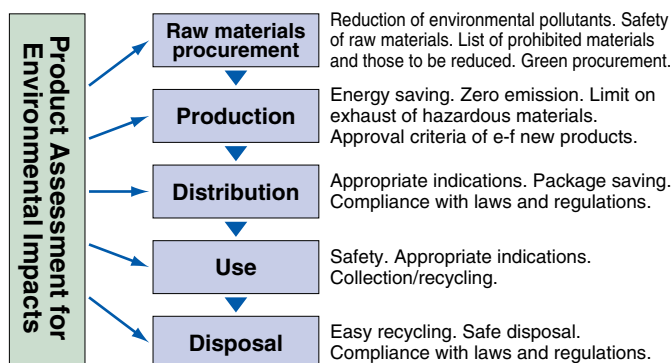 Product Assessment for
Environmental Impacts
Raw materials
procurement
Reduction of environmental pollutants. Safety
of raw materials. List of prohibited materials
and those to be reduced. Green procurement.
Production
Energy saving. Zero emission. Limit on
exhaust of hazardous materials.
Approval criteria of e-f new products.
Distribution
Appropriate indications. Package saving.
Compliance with laws and regulations.
Use
Safety. Appropriate indications.
Collection/recycling.
Disposal
Easy recycling. Safe disposal.
Compliance with laws and regulations.